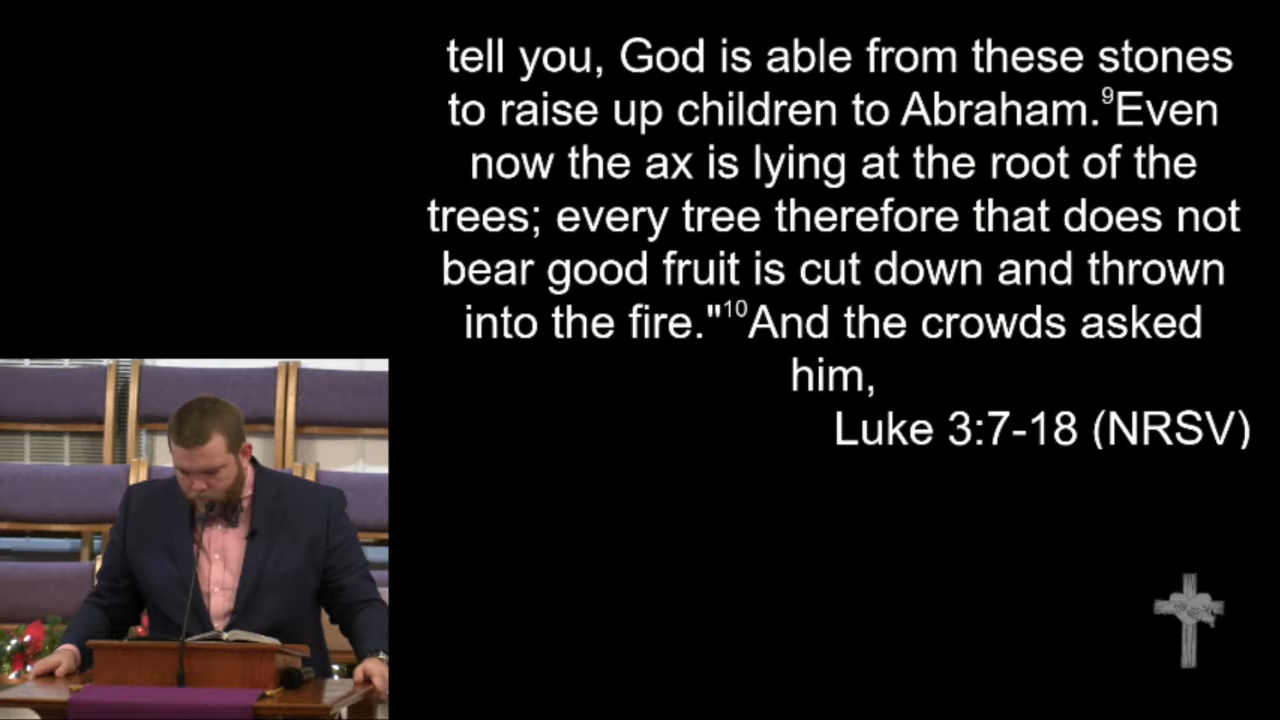 tell you, God is able from these stones
to raise up children to Abraham.⁹Even
now the ax is lying at the root of the
trees; every tree therefore that does not
bear good fruit is cut down and thrown
into the fire."¹⁰And the crowds asked
him,
Luke 3:7-18 (NRSV)